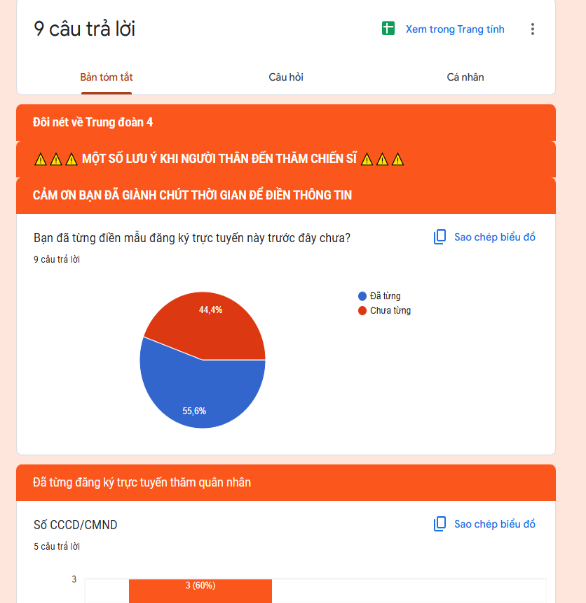 9 câu trả lời
Xem trong Trang tính
Bản tóm tắt
Câu hỏi
Cá nhân
Đôi nét về Trung đoàn 4
⚠⚠⚠ MỘT SỐ LƯU Ý KHI NGƯỜI THÂN ĐẾN THĂM CHIẾN SĨ ⚠⚠⚠
CẢM ƠN BẠN ĐÃ GIÀNH CHÚT THỜI GIAN ĐỂ ĐIỀN THÔNG TIN
Bạn đã từng điền mẫu đăng ký trực tuyến này trước đây chưa?
Sao chép biểu đồ
9 câu trả lời
Đã từng
Chưa từng
44,4%
55,6%
Đã từng đăng ký trực tuyến thăm quân nhân
Số CCCD/CMND
Sao chép biểu đồ
5 câu trả lời
3
3 (60%)